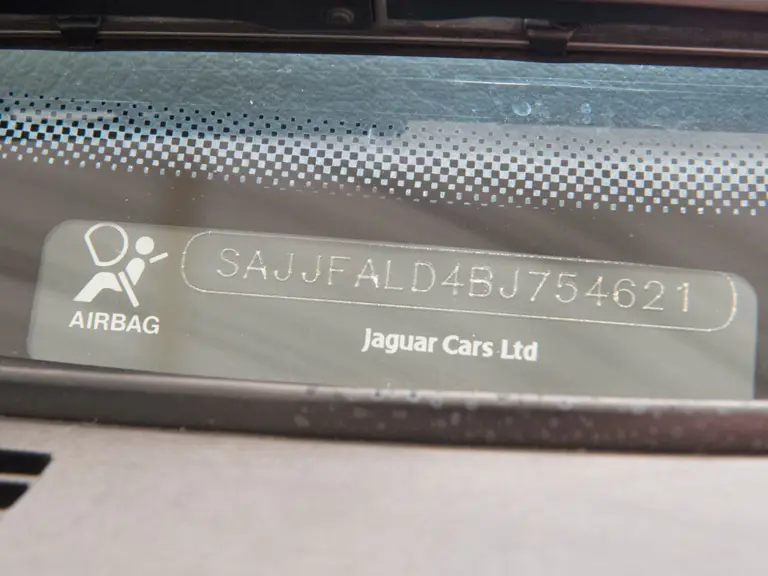 SAJJFALD4BJ754621
AIRBAG
Jaguar Cars Ltd